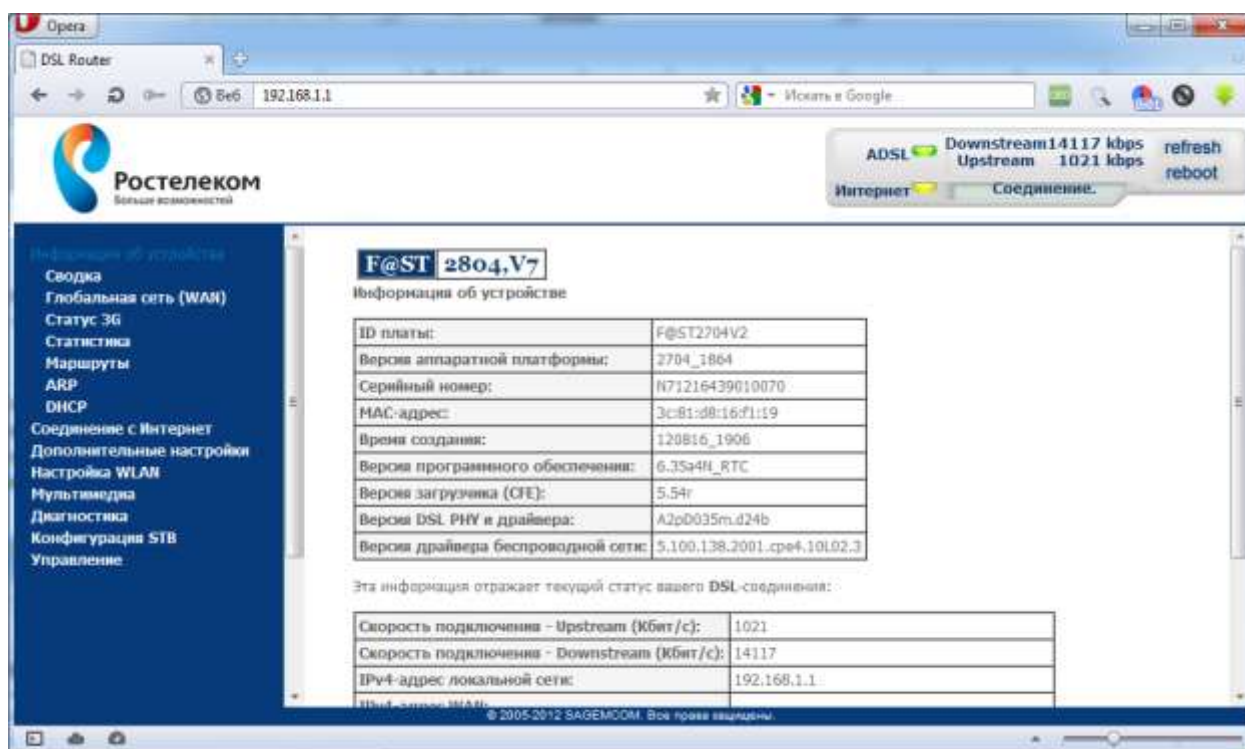 Opera
DSL Router
Веб 192.168.1.1
Искать в Google
Ростелеком
Больше возможностей
ADSL
Downstream 14117 kbps
Upstream 1021 kbps
Интернет
Соединение.
refresh
reboot
Информация об устройстве
Сводка
Глобальная сеть (WAN)
Статус 3G
Статистика
Маршруты
ARP
DHCP
Соединение с Интернет
Дополнительные настройки
Настройка WLAN
Мультимедиа
Диагностика
Конфигурация STB
Управление
F@ST 2804,V7
Информация об устройстве
ID платы: F@ST2704V2
Версия аппаратной платформы: 2704_1864
Серийный номер: N71216439010070
MAC-адрес: 3c:81:d8:16:f1:19
Время создания: 120816_1906
Версия программного обеспечения: 6.35a4N_RTC
Версия загрузчика (CFE): 5.54r
Версия DSL PHY и драйвера: A2pD035m.d24b
Версия драйвера беспроводной сети: 5.100.138.2001.cpe4.10L02.3
Эта информация отражает текущий статус вашего DSL-соединения:
Скорость подключения - Upstream (Кбит/с): 1021
Скорость подключения - Downstream (Кбит/с): 14117
IPv4-адрес локальной сети: 192.168.1.1
IPv4-адрес WAN:
© 2005-2012 SAGEMCOM. Все права защищены.